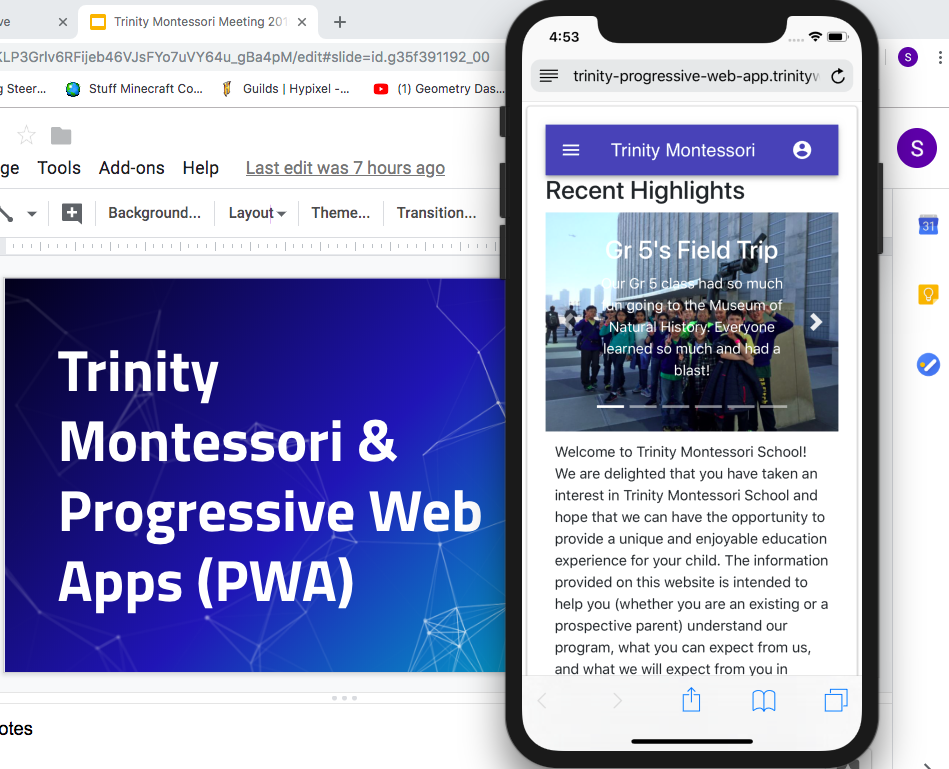 ve
Trinity Montessori Meeting 201
KLP3GrIv6RFijeb46VJsFYo7uVY64u_gBa4pM/edit#slide=id.g35f391192_00
S
g Steer...
Stuff Minecraft Co...
Guilds | Hypixel -...
(1) Geometry Das...
ge
Tools
Add-ons
Help
Last edit was 7 hours ago
S
Background...
Layout
Theme...
Transition...
31
Trinity
Montessori &
Progressive Web
Apps (PWA)
otes
4:53
trinity-progressive-web-app.trinityw
Trinity Montessori
Recent Highlights
Gr 5's Field Trip
Our Gr 5 class had so much
fun going to the Museum of
Natural History. Everyone
learned so much and had a
blast!
Welcome to Trinity Montessori School!
We are delighted that you have taken an
interest in Trinity Montessori School and
hope that we can have the opportunity to
provide a unique and enjoyable education
experience for your child. The information
provided on this website is intended to
help you (whether you are an existing or a
prospective parent) understand our
program, what you can expect from us,
and what we will expect from you in